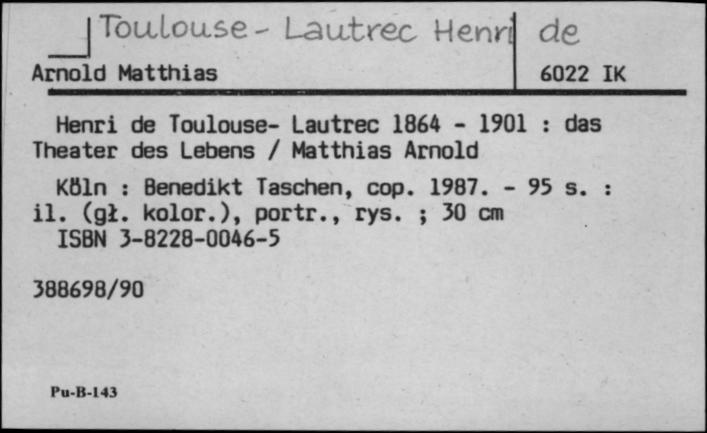 Toulouse - Lautrec Henri de
Arnold Matthias 6022 IK
Henri de Toulouse- Lautrec 1864 - 1901 : das
Theater des Lebens / Matthias Arnold
Köln : Benedikt Taschen, cop. 1987. - 95 s. :
il. (gł. kolor.), portr., rys. ; 30 cm
ISBN 3-8228-0046-5
388698/90
Pu-B-143